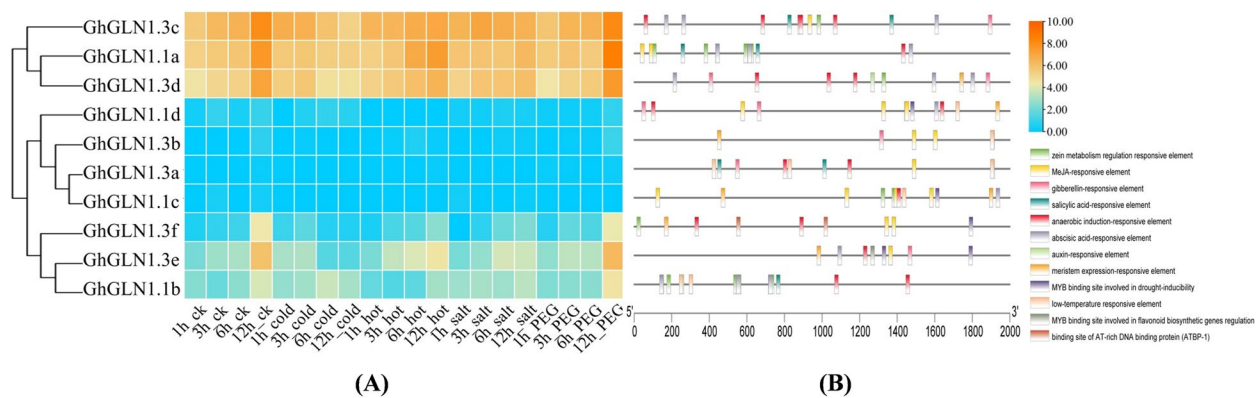 GhGLN1.3c
GhGLN1.1a
GhGLN1.3d
GhGLN1.1d
GhGLN1.3b
GhGLN1.3a
GhGLN1.1c
GhGLN1.3f
GhGLN1.3e
GhGLN1.1b
1h_ck
3h_ck
6h_ck
12h_ck
1h_cold
3h_cold
6h_cold
12h_cold
1h_hot
3h_hot
6h_hot
12h_hot
1h_salt
3h_salt
6h_salt
12h_salt
1h_PEG
3h_PEG
6h_PEG
12h_PEG
(A)
5' 3'
0 200 400 600 800 1000 1200 1400 1600 1800 2000
(B)
10.00
8.00
6.00
4.00
2.00
0.00
zein metabolism regulation responsive element
MeJA-responsive element
gibberellin-responsive element
salicylic acid-responsive element
anaerobic induction-responsive element
abscisic acid-responsive element
auxin-responsive element
meristem expression-responsive element
MYB binding site involved in drought-inducibility
low-temperature responsive element
MYB binding site involved in flavonoid biosynthetic genes regulation
binding site of AT-rich DNA binding protein (ATBP-1)